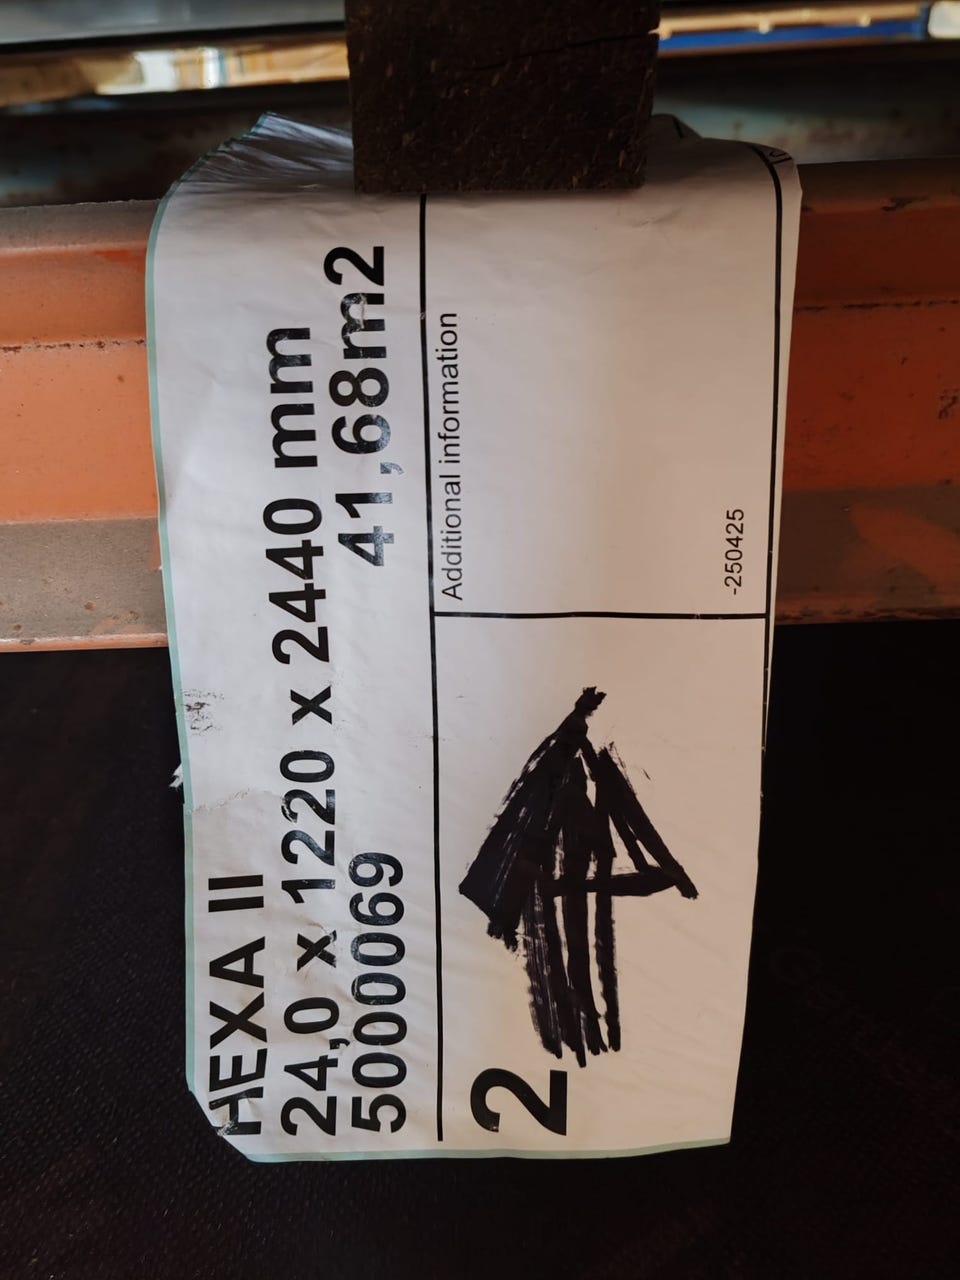 HEXA II
24,0 x 1220 x 2440 mm
5000069 41,68m2
Additional information
-250425
2